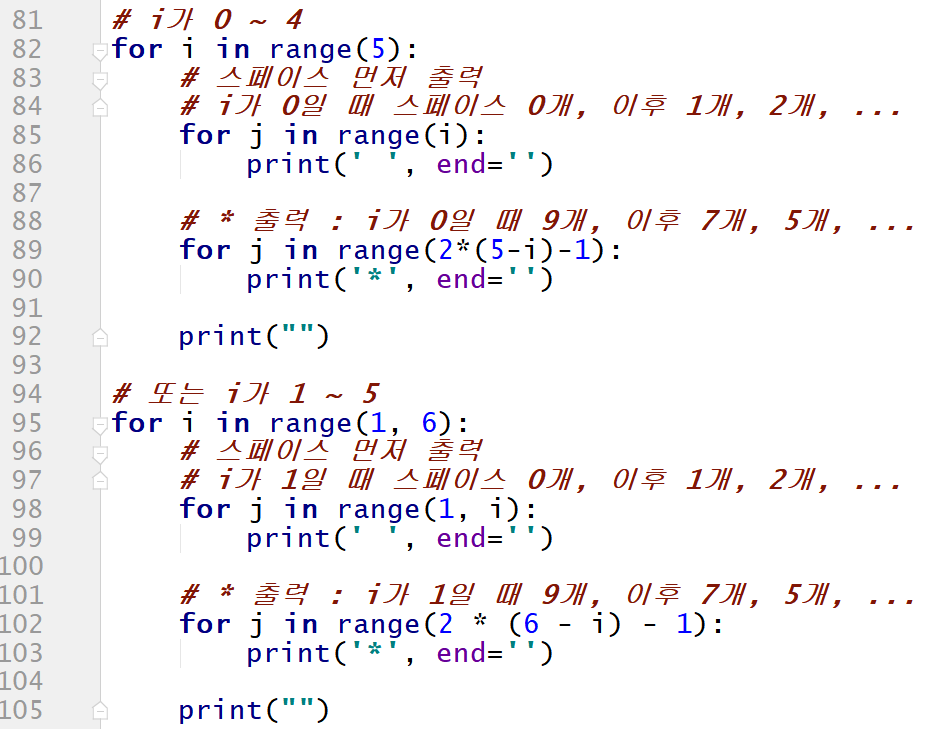 81 # i가 0 ~ 4
82 for i in range(5):
83     # 스페이스 먼저 출력
84     # i가 0일 때 스페이스 0개, 이후 1개, 2개, ...
85     for j in range(i):
86         print(' ', end='')
87
88     # * 출력 : i가 0일 때 9개, 이후 7개, 5개, ...
89     for j in range(2*(5-i)-1):
90         print('*', end='')
91
92     print("")
93
94 # 또는 i가 1 ~ 5
95 for i in range(1, 6):
96     # 스페이스 먼저 출력
97     # i가 1일 때 스페이스 0개, 이후 1개, 2개, ...
98     for j in range(1, i):
99         print(' ', end='')
100
101     # * 출력 : i가 1일 때 9개, 이후 7개, 5개, ...
102     for j in range(2 * (6 - i) - 1):
103         print('*', end='')
104
105     print("")